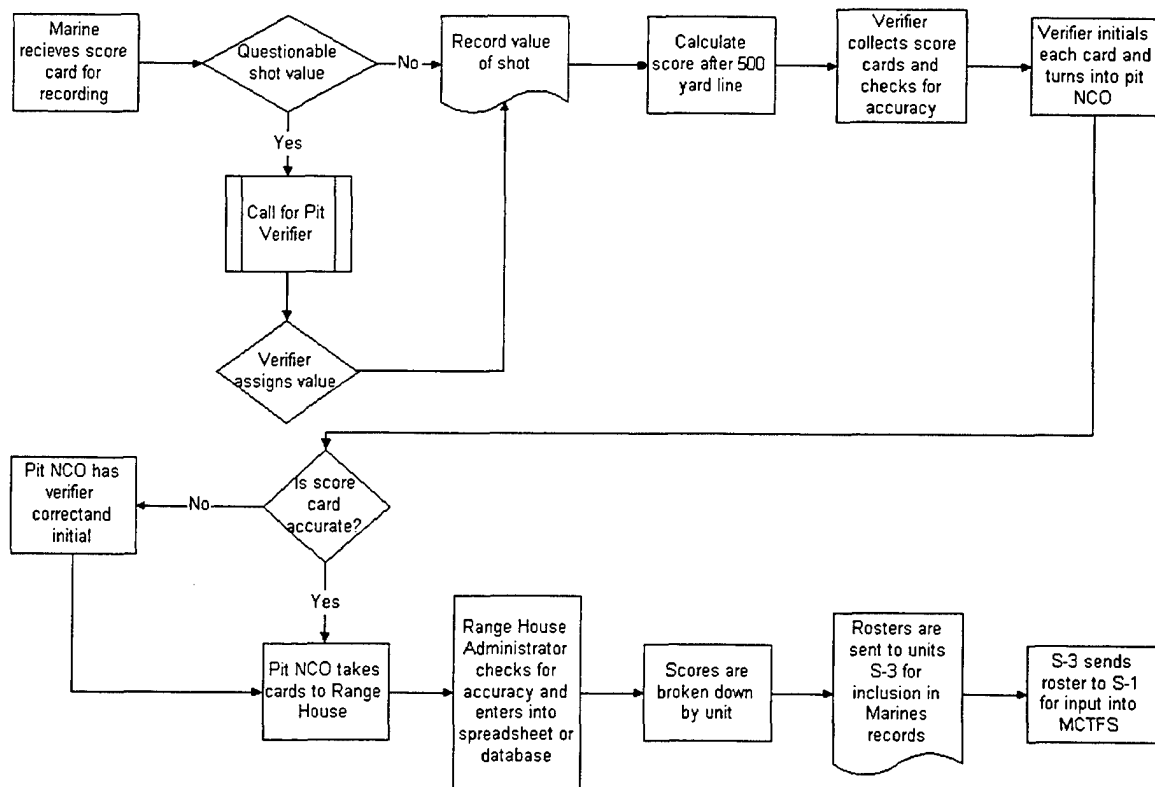 Marine
recieves score
card for
recording
Questionable
shot value
No
Record value
of shot
Calculate
score after 500
yard line
Verifier
collects score
cards and
checks for
accuracy
Verifier initials
each card and
turns into pit
NCO
Yes
Call for Pit
Verifier
Verifier
assigns value
Pit NCO has
verifier
correctand
initial
No
Is score
card
accurate?
Yes
Pit NCO takes
cards to Range
House
Range House
Administrator
checks for
accuracy and
enters into
spreadsheet or
database
Scores are
broken down
by unit
Rosters are
sent to units
S-3 for
inclusion in
Marines
records
S-3 sends
roster to S-1
for input into
MCTFS